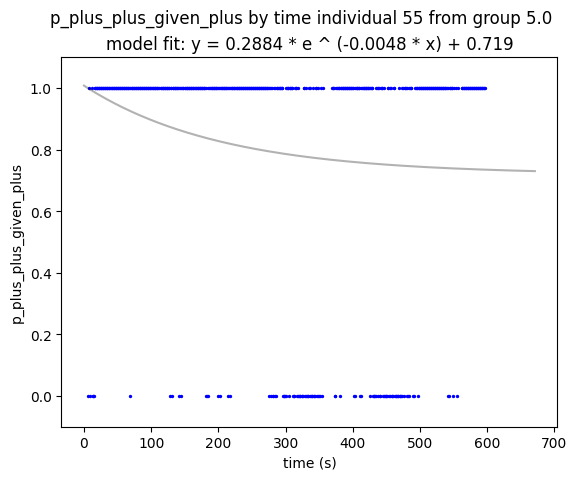 p_plus_plus_given_plus by time individual 55 from group 5.0
model fit: y = 0.2884 * e ^ (-0.0048 * x) + 0.719
p_plus_plus_given_plus
1.0
0.8
0.6
0.4
0.2
0.0
0 100 200 300 400 500 600 700
time (s)